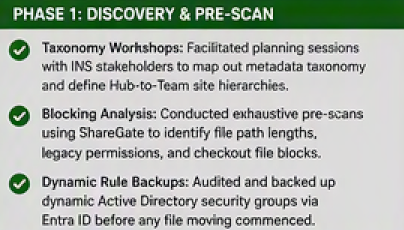 PHASE 1: DISCOVERY & PRE-SCAN
Taxonomy Workshops: Facilitated planning sessions
with INS stakeholders to map out metadata taxonomy
and define Hub-to-Team site hierarchies.
Blocking Analysis: Conducted exhaustive pre-scans
using ShareGate to identify file path lengths,
legacy permissions, and checkout file blocks.
Dynamic Rule Backups: Audited and backed up
dynamic Active Directory security groups via
Entra ID before any file moving commenced.